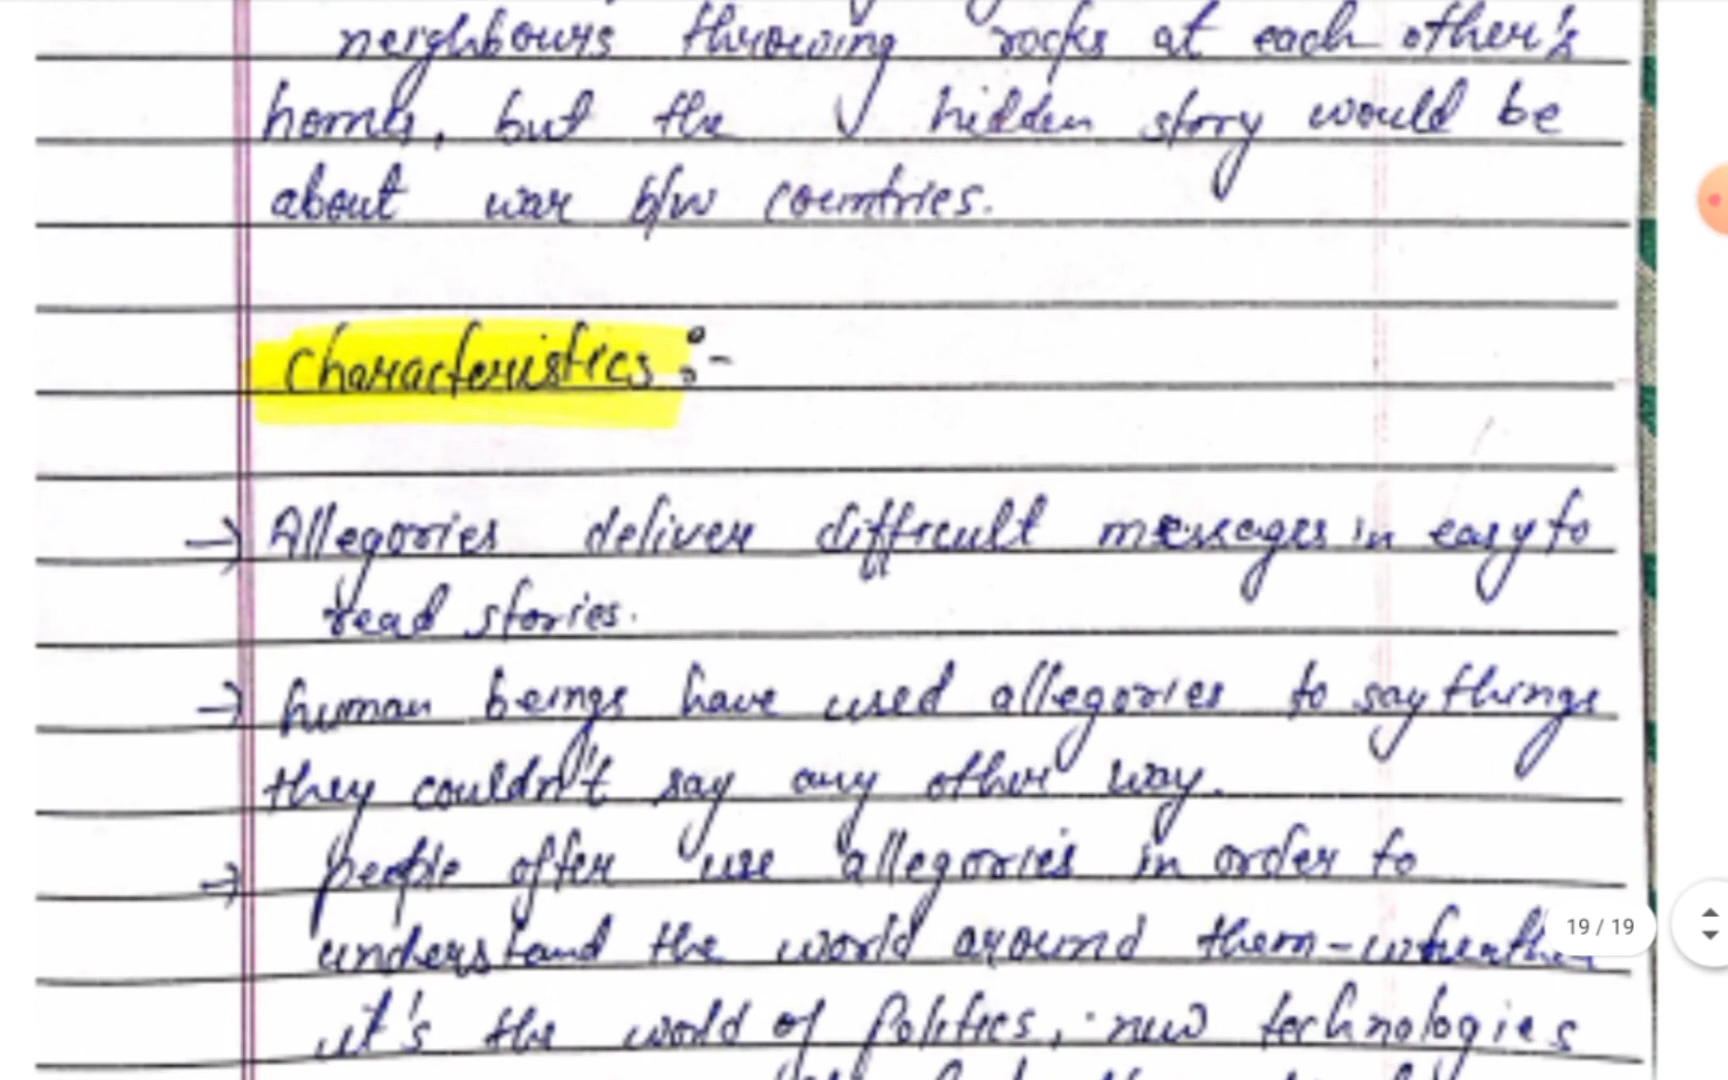 neighbours throwing rocks at each other's
homes, but the hidden story would be
about war b/w countries.
Characteristics :-
→ Allegories deliver difficult messages in easy to
read stories.
→ human beings have used allegories to say things
they couldn't say any other way.
→ people often use allegories in order to
understand the world around them - wheather
19 / 19
it's the world of Politics, new technologies